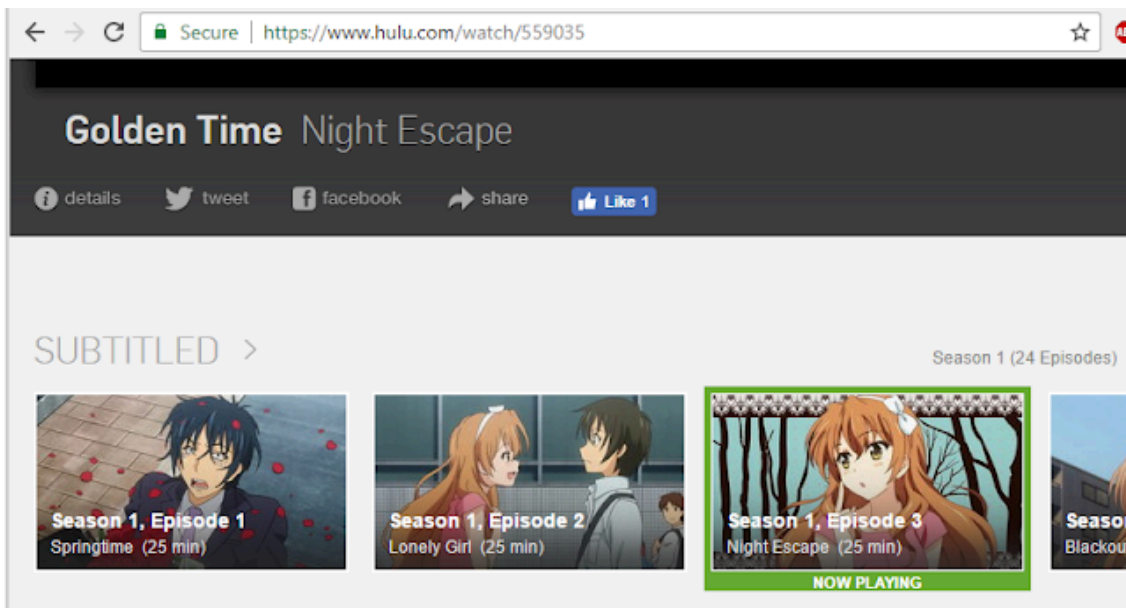 Secure | https://www.hulu.com/watch/559035
Golden Time Night Escape
details tweet facebook share Like 1
SUBTITLED >
Season 1 (24 Episodes)
Season 1, Episode 1
Springtime (25 min)
Season 1, Episode 2
Lonely Girl (25 min)
Season 1, Episode 3
Night Escape (25 min)
NOW PLAYING